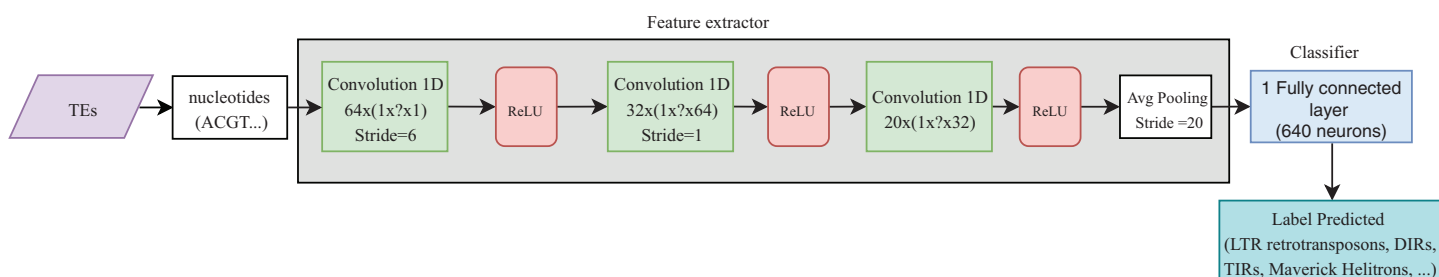 Feature extractor
TEs
nucleotides
(ACGT...)
Convolution 1D
64x(1x?x1)
Stride=6
ReLU
Convolution 1D
32x(1x?x64)
Stride=1
ReLU
Convolution 1D
20x(1x?x32)
ReLU
Avg Pooling
Stride =20
Classifier
1 Fully connected
layer
(640 neurons)
Label Predicted
(LTR retrotransposons, DIRs,
TIRs, Maverick Helitrons, ...)